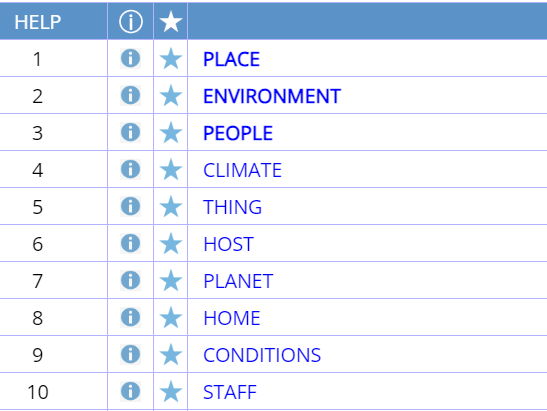 HELP
1 PLACE
2 ENVIRONMENT
3 PEOPLE
4 CLIMATE
5 THING
6 HOST
7 PLANET
8 HOME
9 CONDITIONS
10 STAFF